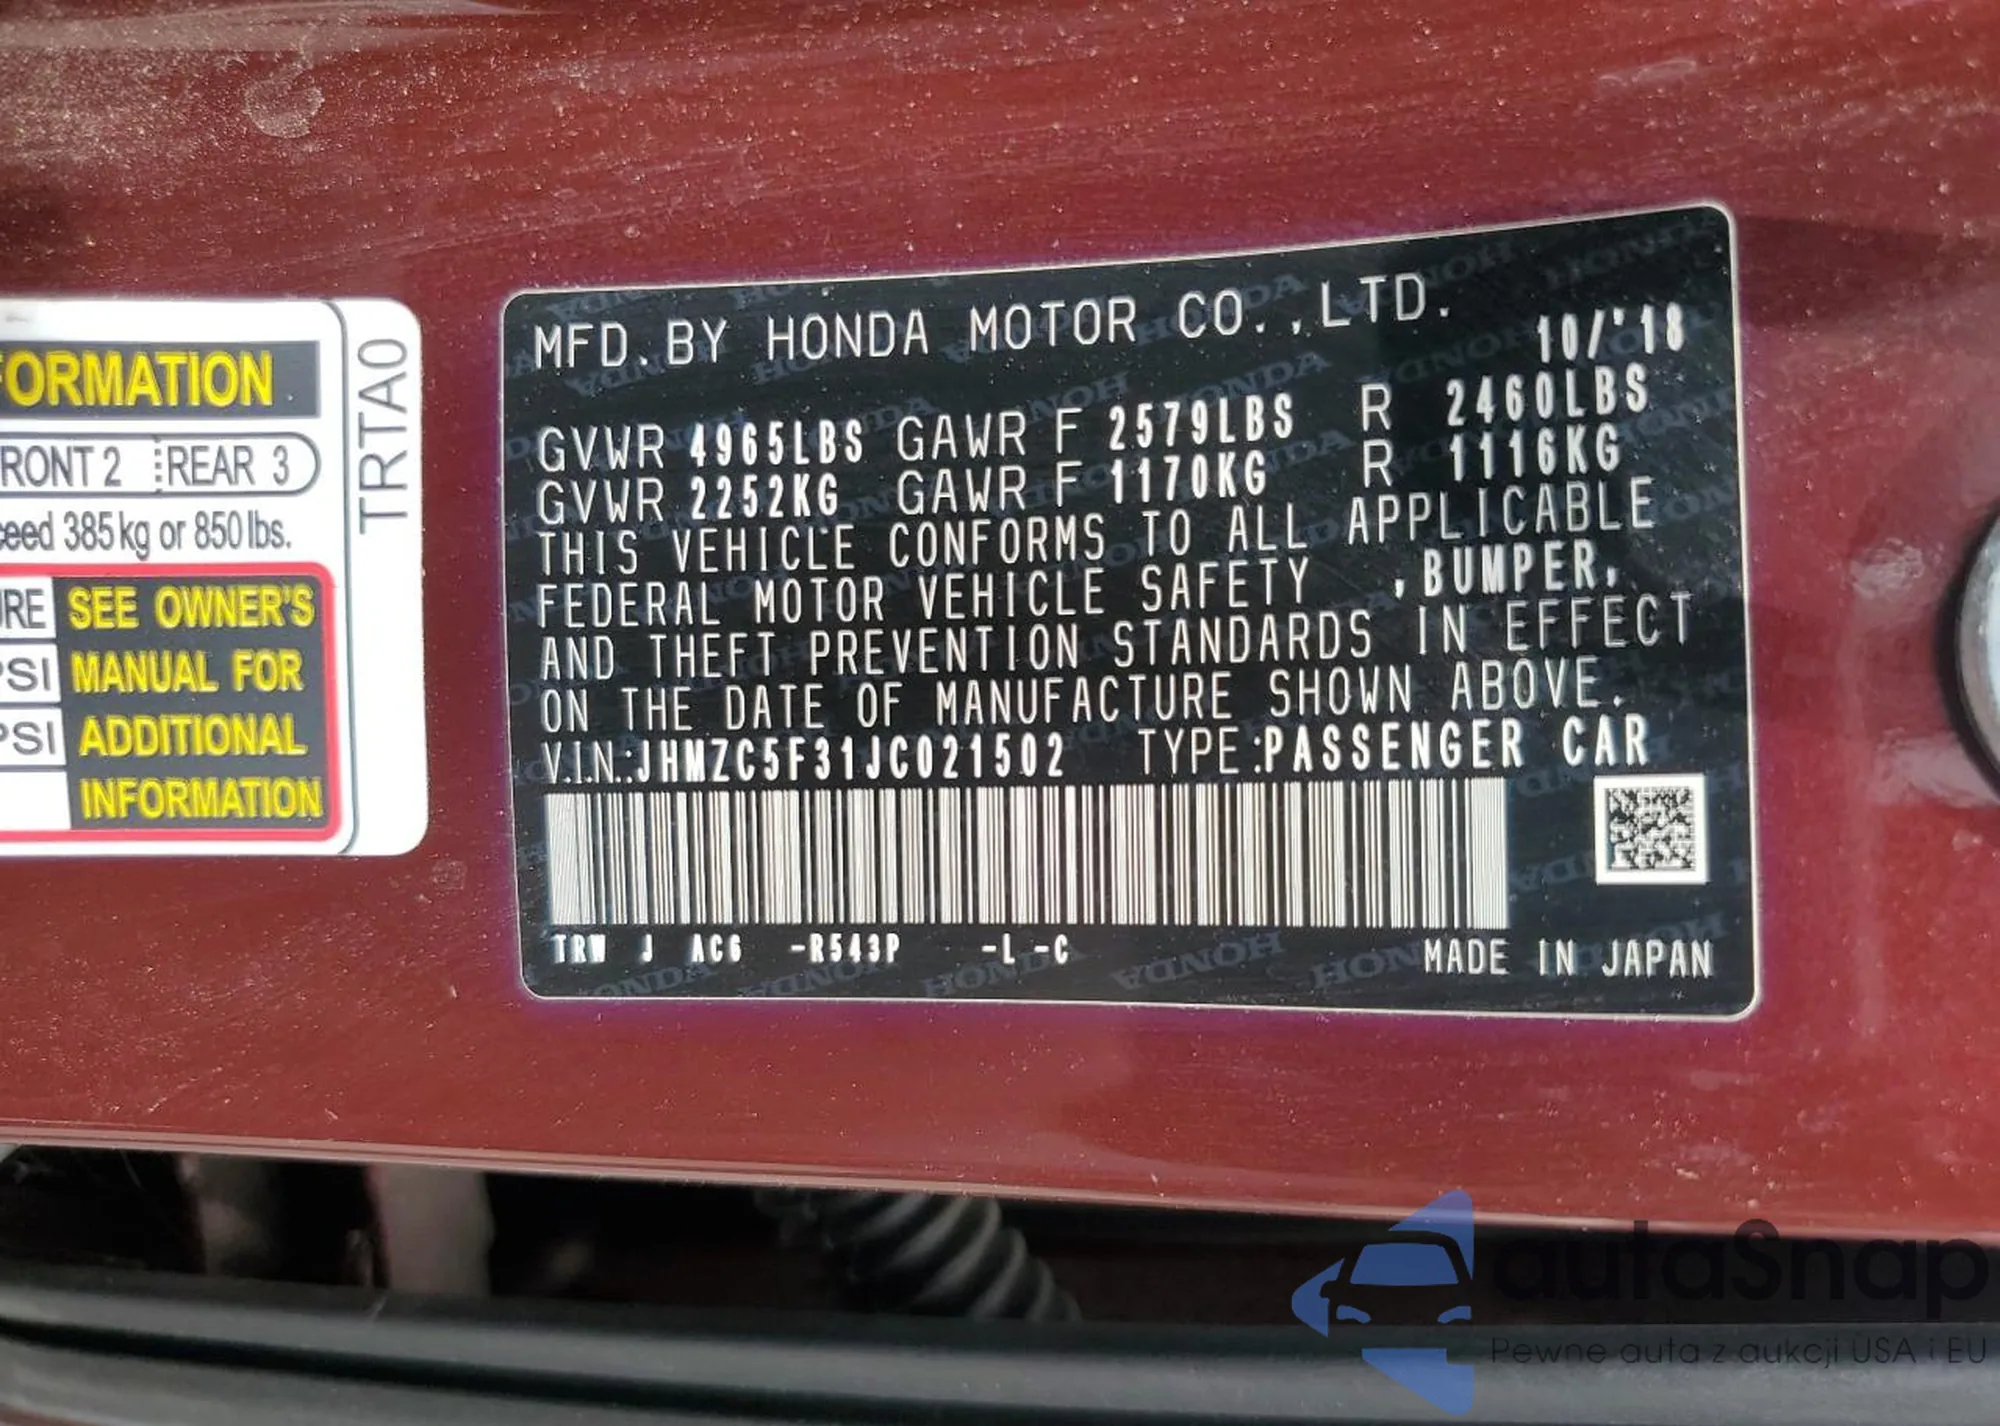 FORMATION
RONT 2 REAR 3
ceed 385 kg or 850 lbs.
URE SEE OWNER'S
PSI MANUAL FOR
PSI ADDITIONAL
INFORMATION
TRTA0
MFD. BY HONDA MOTOR CO., LTD.
10/'18
GVWR 4965LBS GAWR F 2579LBS R 2460LBS
GVWR 2252KG GAWR F 1170KG R 1116KG
THIS VEHICLE CONFORMS TO ALL APPLICABLE
FEDERAL MOTOR VEHICLE SAFETY ,BUMPER,
AND THEFT PREVENTION STANDARDS IN EFFECT
ON THE DATE OF MANUFACTURE SHOWN ABOVE.
V.I.N.:JHMZC5F31JC021502 TYPE:PASSENGER CAR
TRW J AC6 -R543P -L -C
MADE IN JAPAN
autaSnap
Pewne auta z aukcji USA i EU